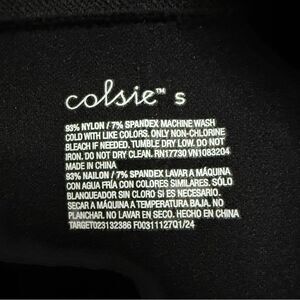 colsie™ S
93% NYLON / 7% SPANDEX MACHINE WASH
COLD WITH LIKE COLORS. ONLY NON-CHLORINE
BLEACH IF NEEDED. TUMBLE DRY LOW. DO NOT
IRON. DO NOT DRY CLEAN. RN17730 VN1083204
MADE IN CHINA
93% NAILON / 7% SPANDEX LAVAR A MÁQUINA
CON AGUA FRÍA CON COLORES SIMILARES. SÓLO
BLANQUEADOR SIN CLORO SI ES NECESARIO.
SECAR A MÁQUINA A TEMPERATURA BAJA. NO
PLANCHAR. NO LAVAR EN SECO. HECHO EN CHINA
TARGET023132386 F0031127Q1/24